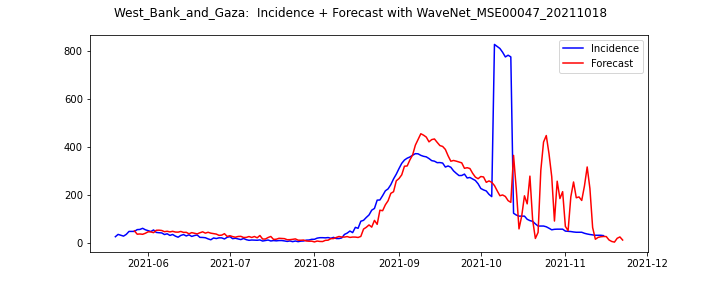 West_Bank_and_Gaza:  Incidence + Forecast with WaveNet_MSE00047_20211018
Incidence
Forecast
800
600
400
200
0
2021-06 2021-07 2021-08 2021-09 2021-10 2021-11 2021-12